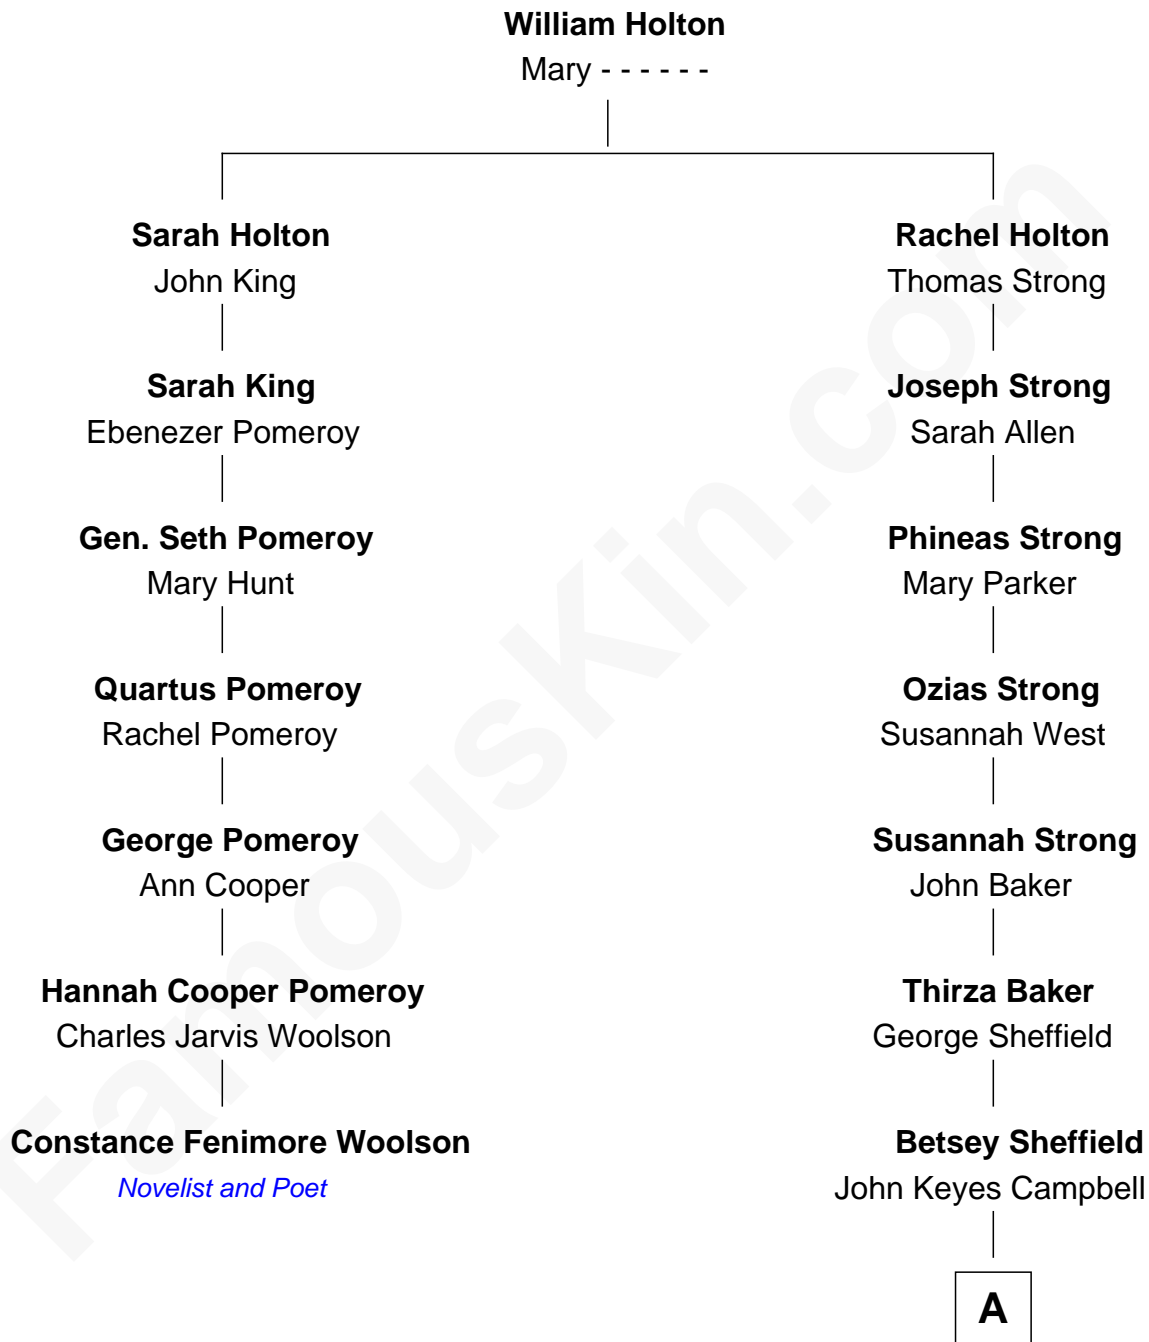 William Holton
Mary - - - - - -
Sarah Holton
John King
Rachel Holton
Thomas Strong
Sarah King
Ebenezer Pomeroy
Joseph Strong
Sarah Allen
Gen. Seth Pomeroy
Mary Hunt
Phineas Strong
Mary Parker
Quartus Pomeroy
Rachel Pomeroy
Ozias Strong
Susannah West
George Pomeroy
Ann Cooper
Susannah Strong
John Baker
Hannah Cooper Pomeroy
Charles Jarvis Woolson
Thirza Baker
George Sheffield
Constance Fenimore Woolson
Novelist and Poet
Betsey Sheffield
John Keyes Campbell
A
FamousKin.com